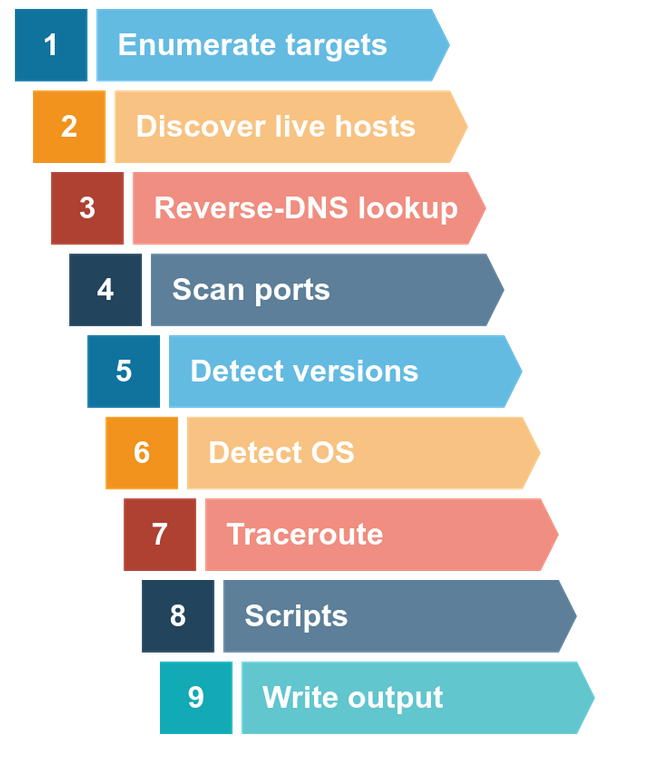 1 Enumerate targets
2 Discover live hosts
3 Reverse-DNS lookup
4 Scan ports
5 Detect versions
6 Detect OS
7 Traceroute
8 Scripts
9 Write output